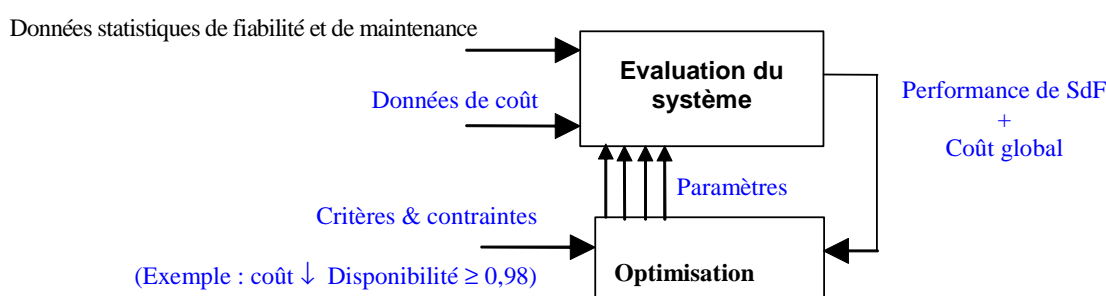 Données statistiques de fiabilité et de maintenance
Evaluation du
système
Données de coût
Performance de SdF
+
Coût global
Paramètres
Critères & contraintes
(Exemple : coût ↓ Disponibilité ≥ 0,98)
Optimisation